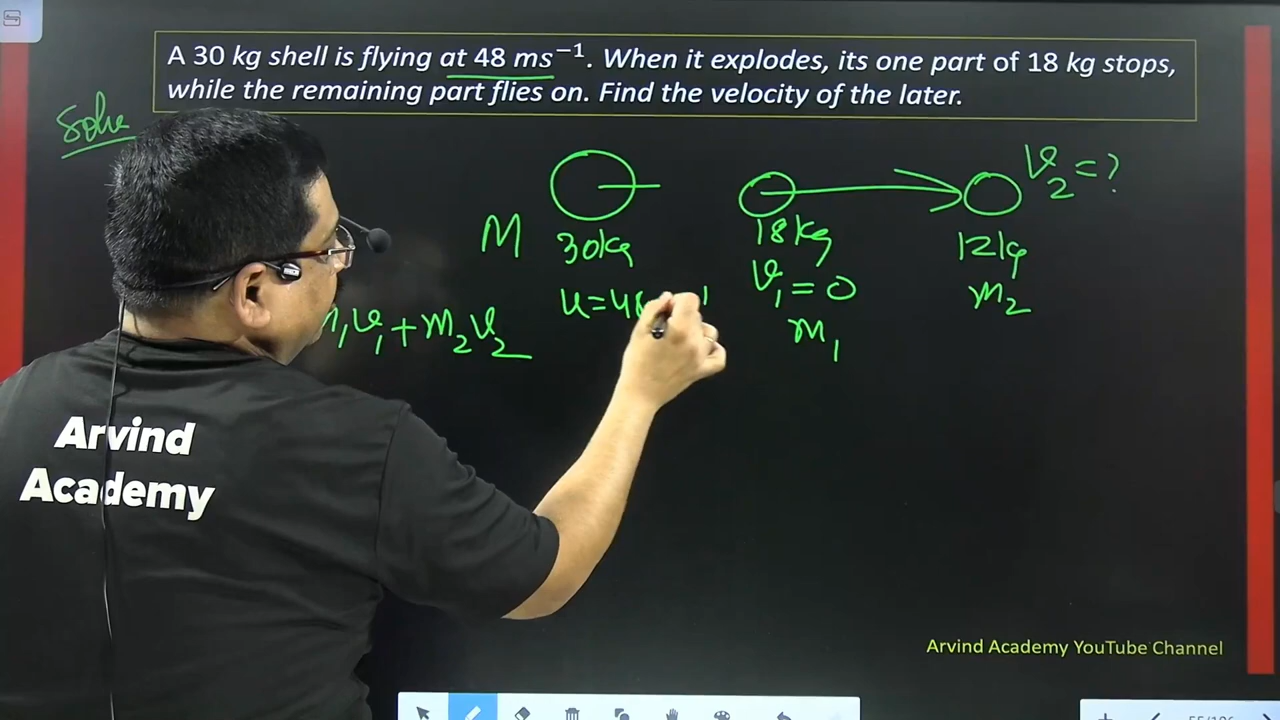 A 30 kg shell is flying at 48 ms⁻¹. When it explodes, its one part of 18 kg stops,
while the remaining part flies on. Find the velocity of the later.
Solu
V₂ = ?
M 30kg 18kg 12kg
u=48 V₁ = 0 m₂
V₁ + m₂V₂ m₁
Arvind
Academy
Arvind Academy YouTube Channel